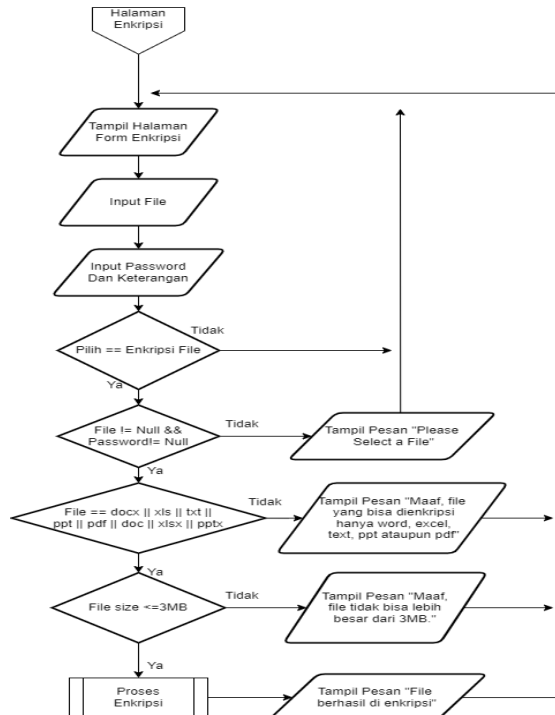 Halaman
Enkripsi
Tampil Halaman
Form Enkripsi
Input File
Input Password
Dan Keterangan
Tidak
Pilih == Enkripsi File
Ya
Tidak
File != Null &&
Password!= Null
Tampil Pesan "Please
Select a File"
Ya
Tidak
File == docx || xls || txt ||
ppt || pdf || doc || xlsx || pptx
Tampil Pesan "Maaf, file
yang bisa dienkripsi
hanya word, excel,
text, ppt ataupun pdf"
Ya
Tidak
File size <=3MB
Tampil Pesan "Maaf,
file tidak bisa lebih
besar dari 3MB."
Ya
Proses
Enkripsi
Tampil Pesan "File
berhasil di enkripsi"